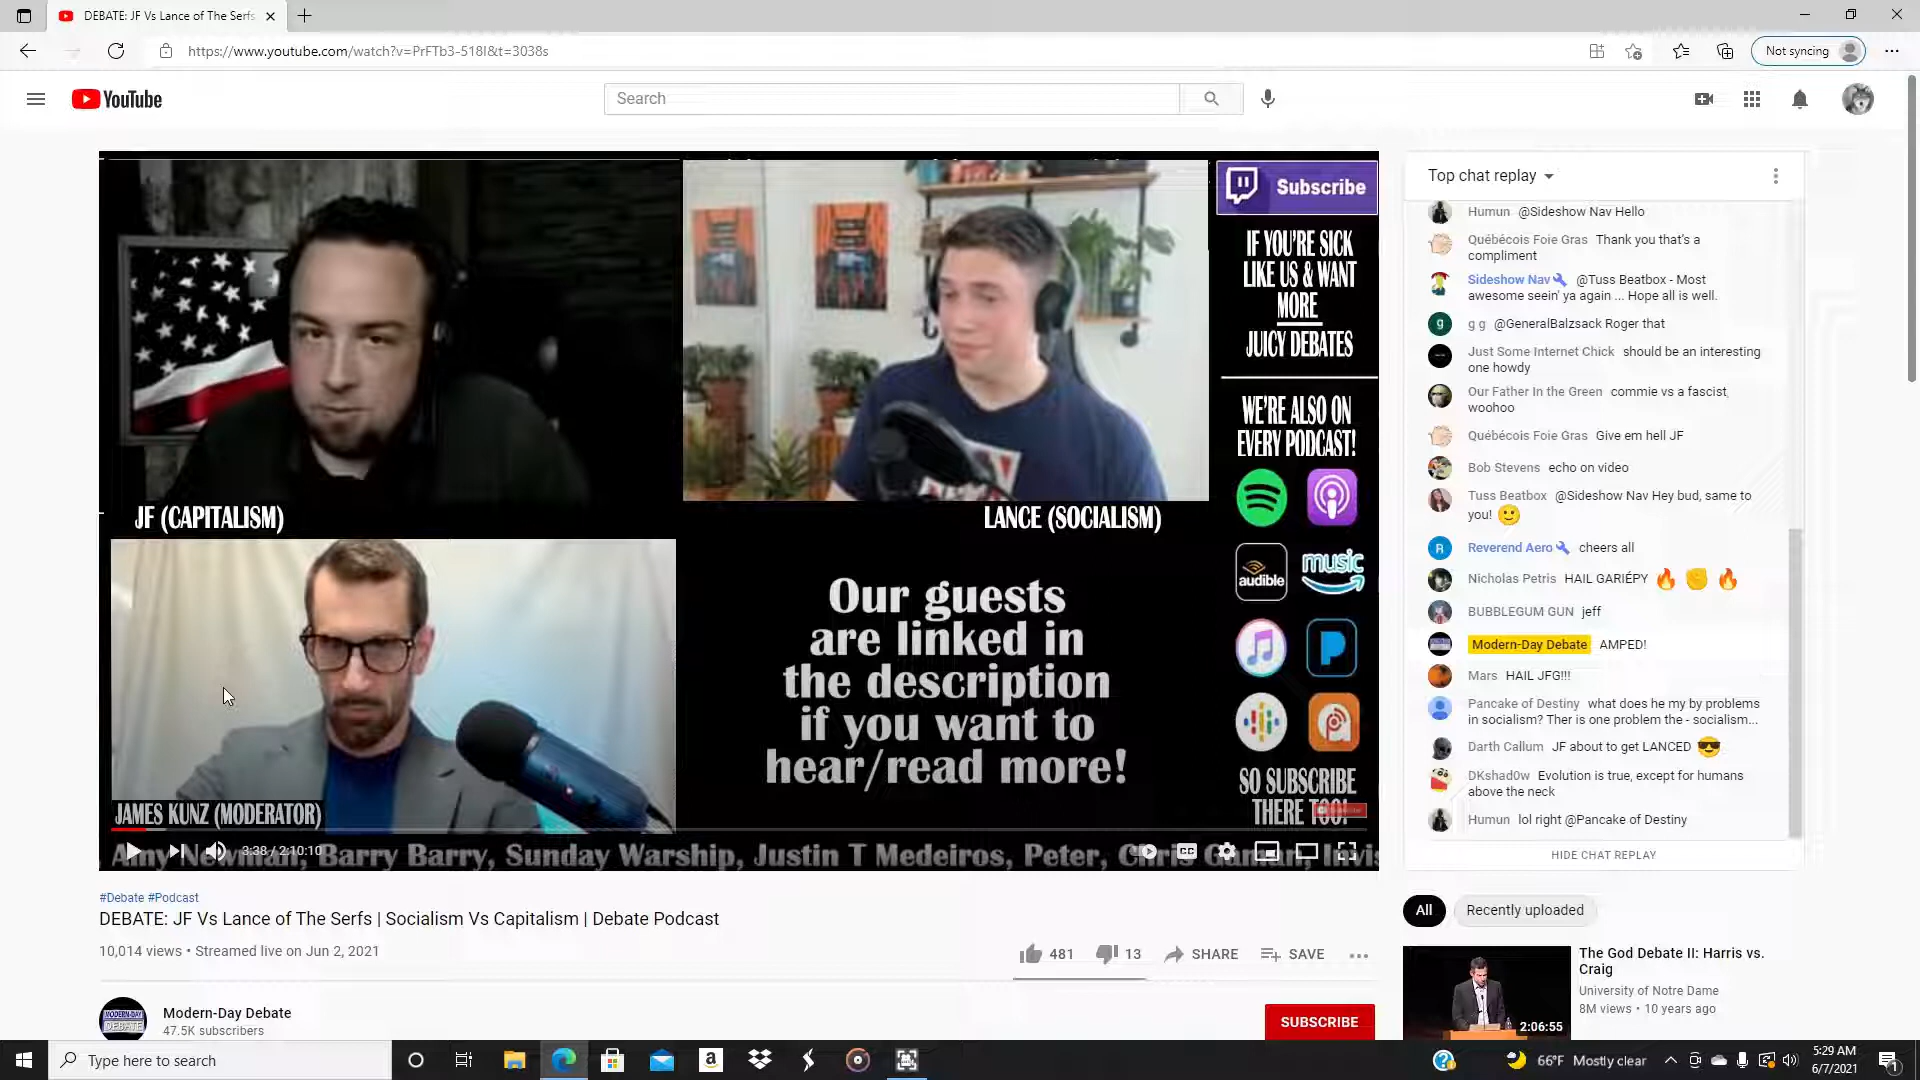 DEBATE: JF Vs Lance of The Serfs
https://www.youtube.com/watch?v=PrFTb3-518I&t=3038s
Not syncing
YouTube
Search
Subscribe
IF YOU'RE SICK
LIKE US & WANT
MORE
JUICY DEBATES
WE'RE ALSO ON
EVERY PODCAST!
audible
music
SO SUBSCRIBE
THERE TOO!
JF (CAPITALISM)
LANCE (SOCIALISM)
Our guests
are linked in
the description
if you want to
hear/read more!
JAMES KUNZ (MODERATOR)
3:38 / 2:10:10
Amy Newman, Barry Barry, Sunday Warship, Justin T Medeiros, Peter, Chris
CC
Top chat replay
Humun @Sideshow Nav Hello
Québécois Foie Gras Thank you that's a
compliment
Sideshow Nav @Tuss Beatbox - Most
awesome seein' ya again ... Hope all is well.
g g @GeneralBalzsack Roger that
Just Some Internet Chick should be an interesting
one howdy
Our Father In the Green commie vs a fascist,
woohoo
Québécois Foie Gras Give em hell JF
Bob Stevens echo on video
Tuss Beatbox @Sideshow Nav Hey bud, same to
you! 🙂
Reverend Aero cheers all
Nicholas Petris HAIL GARIÉPY 🔥 ✊ 🔥
BUBBLEGUM GUN jeff
Modern-Day Debate AMPED!
Mars HAIL JFG!!!
Pancake of Destiny what does he my by problems
in socialism? Ther is one problem the - socialism...
Darth Callum JF about to get LANCED 😎
DKshad0w Evolution is true, except for humans
above the neck
Humun lol right @Pancake of Destiny
HIDE CHAT REPLAY
#Debate #Podcast
DEBATE: JF Vs Lance of The Serfs | Socialism Vs Capitalism | Debate Podcast
10,014 views • Streamed live on Jun 2, 2021
481
13
SHARE
SAVE
Modern-Day Debate
47.5K subscribers
SUBSCRIBE
All
Recently uploaded
The God Debate II: Harris vs.
Craig
University of Notre Dame
8M views • 10 years ago
2:06:55
Type here to search
66°F Mostly clear
5:29 AM
6/7/2021
1